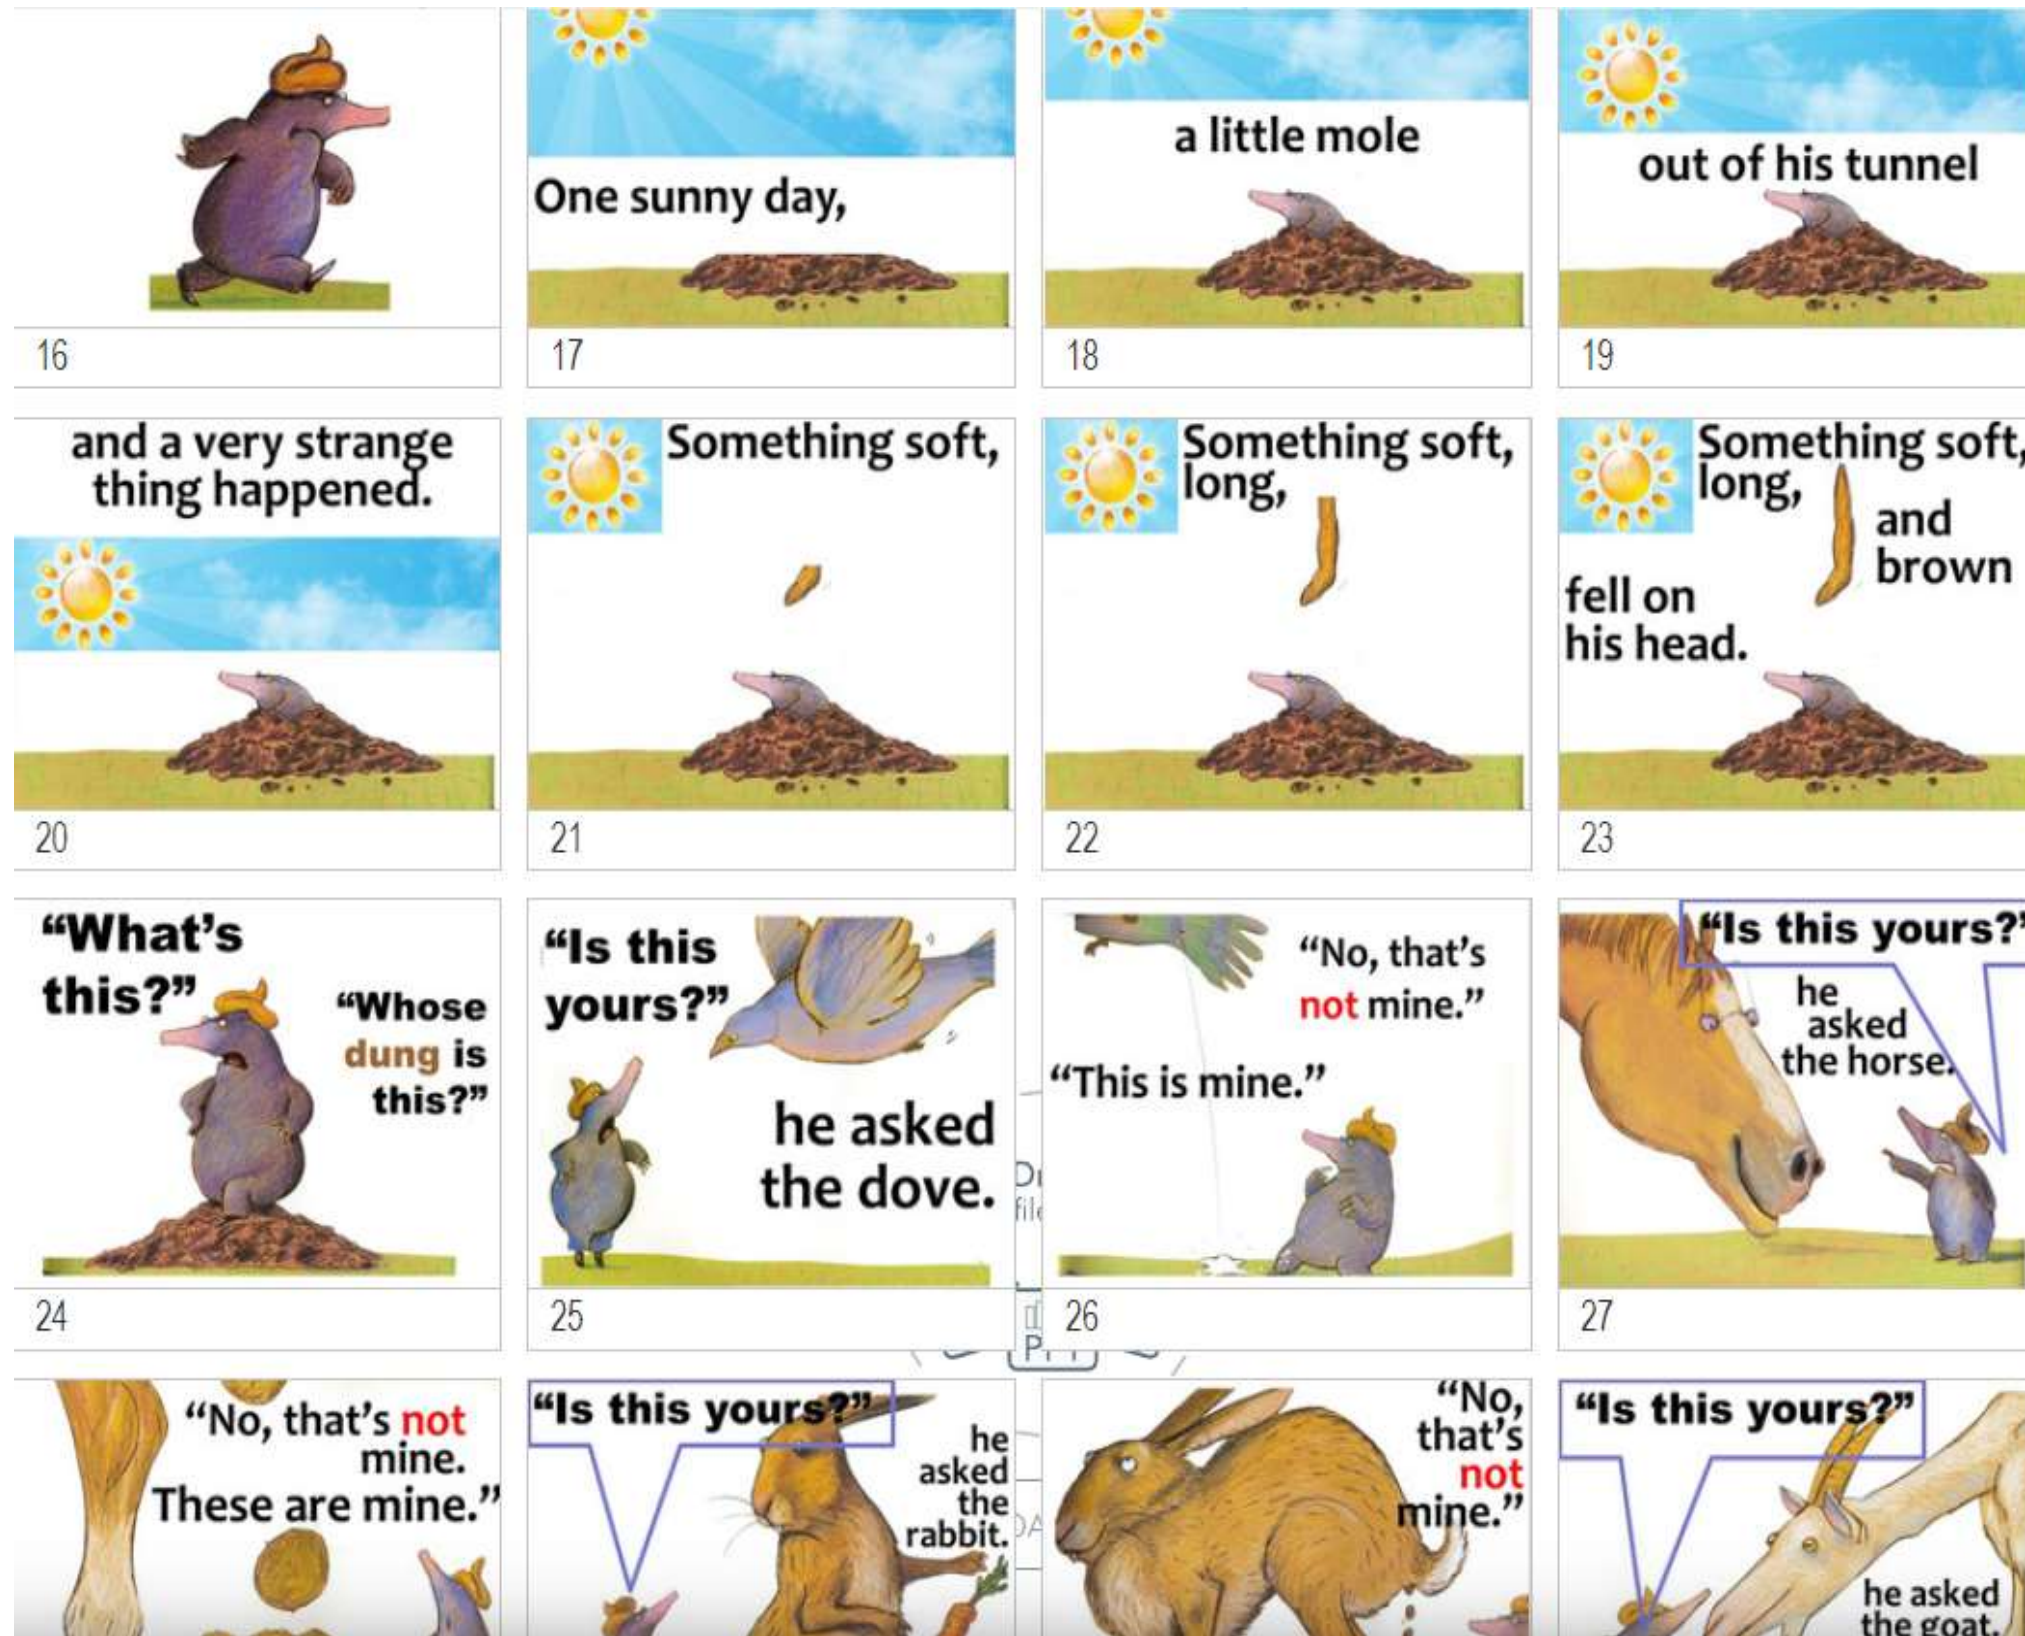 16
One sunny day,
17
a little mole
18
out of his tunnel
19
and a very strange
thing happened.
20
Something soft,
21
Something soft,
long,
22
Something soft,
long,
and
brown
fell on
his head.
23
“What’s
this?”
“Whose
dung is
this?”
24
“Is this
yours?”
he asked
the dove.
25
“No, that’s
not mine.”
“This is mine.”
26
“Is this yours?”
he
asked
the horse.
27
“No, that’s not
mine.
These are mine.”
“Is this yours?”
he
asked
the
rabbit.
“No,
that’s
not
mine.”
“Is this yours?”
he asked
the goat.